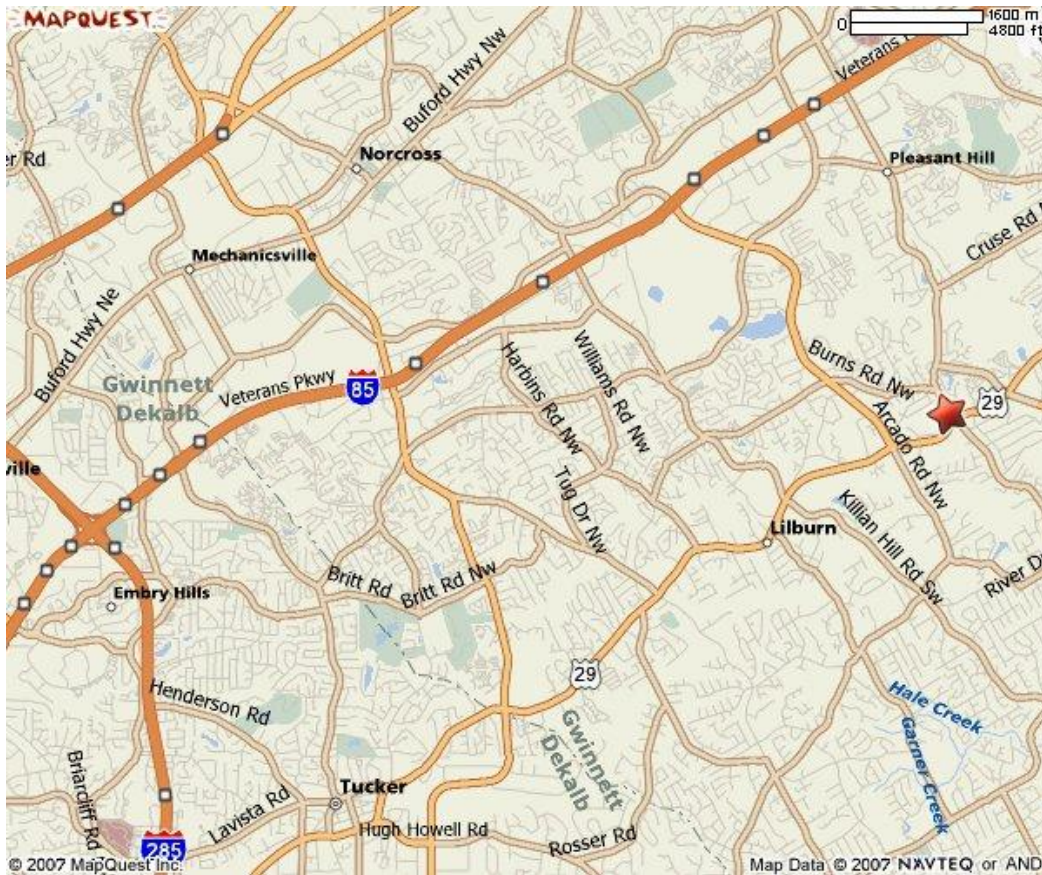 MAPQUEST
1600 m
0
4800 ft
Veterans
Buford Hwy Nw
er Rd
Norcross
Pleasant Hill
Cruse Rd
Mechanicsville
Buford Hwy Ne
Williams Rd Nw
Harbins Rd Nw
Burns Rd Nw
Gwinnett
Dekalb
Veterans Pkwy
85
29
Arcado Rd Nw
ville
Tug Dr Nw
Killian Hill Rd Sw
Lilburn
Britt Rd
Britt Rd Nw
Embry Hills
River D
29
Henderson Rd
Hale Creek
Gwinnett
Dekalb
Garner Creek
Briarcliff Rd
Tucker
Lavista Rd
Hugh Howell Rd
Rosser Rd
285
© 2007 MapQuest Inc.
Map Data © 2007 NAVTEQ or AND